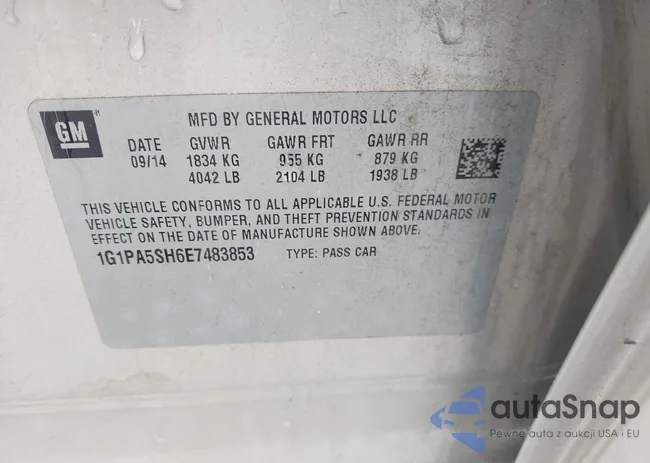 GM
MFD BY GENERAL MOTORS LLC
DATE GVWR GAWR FRT GAWR RR
09/14 1834 KG 955 KG 879 KG
4042 LB 2104 LB 1938 LB
THIS VEHICLE CONFORMS TO ALL APPLICABLE U.S. FEDERAL MOTOR
VEHICLE SAFETY, BUMPER, AND THEFT PREVENTION STANDARDS IN
EFFECT ON THE DATE OF MANUFACTURE SHOWN ABOVE.
1G1PA5SH6E7483853 TYPE: PASS CAR
autaSnap
Pewne auta z aukcji USA i EU